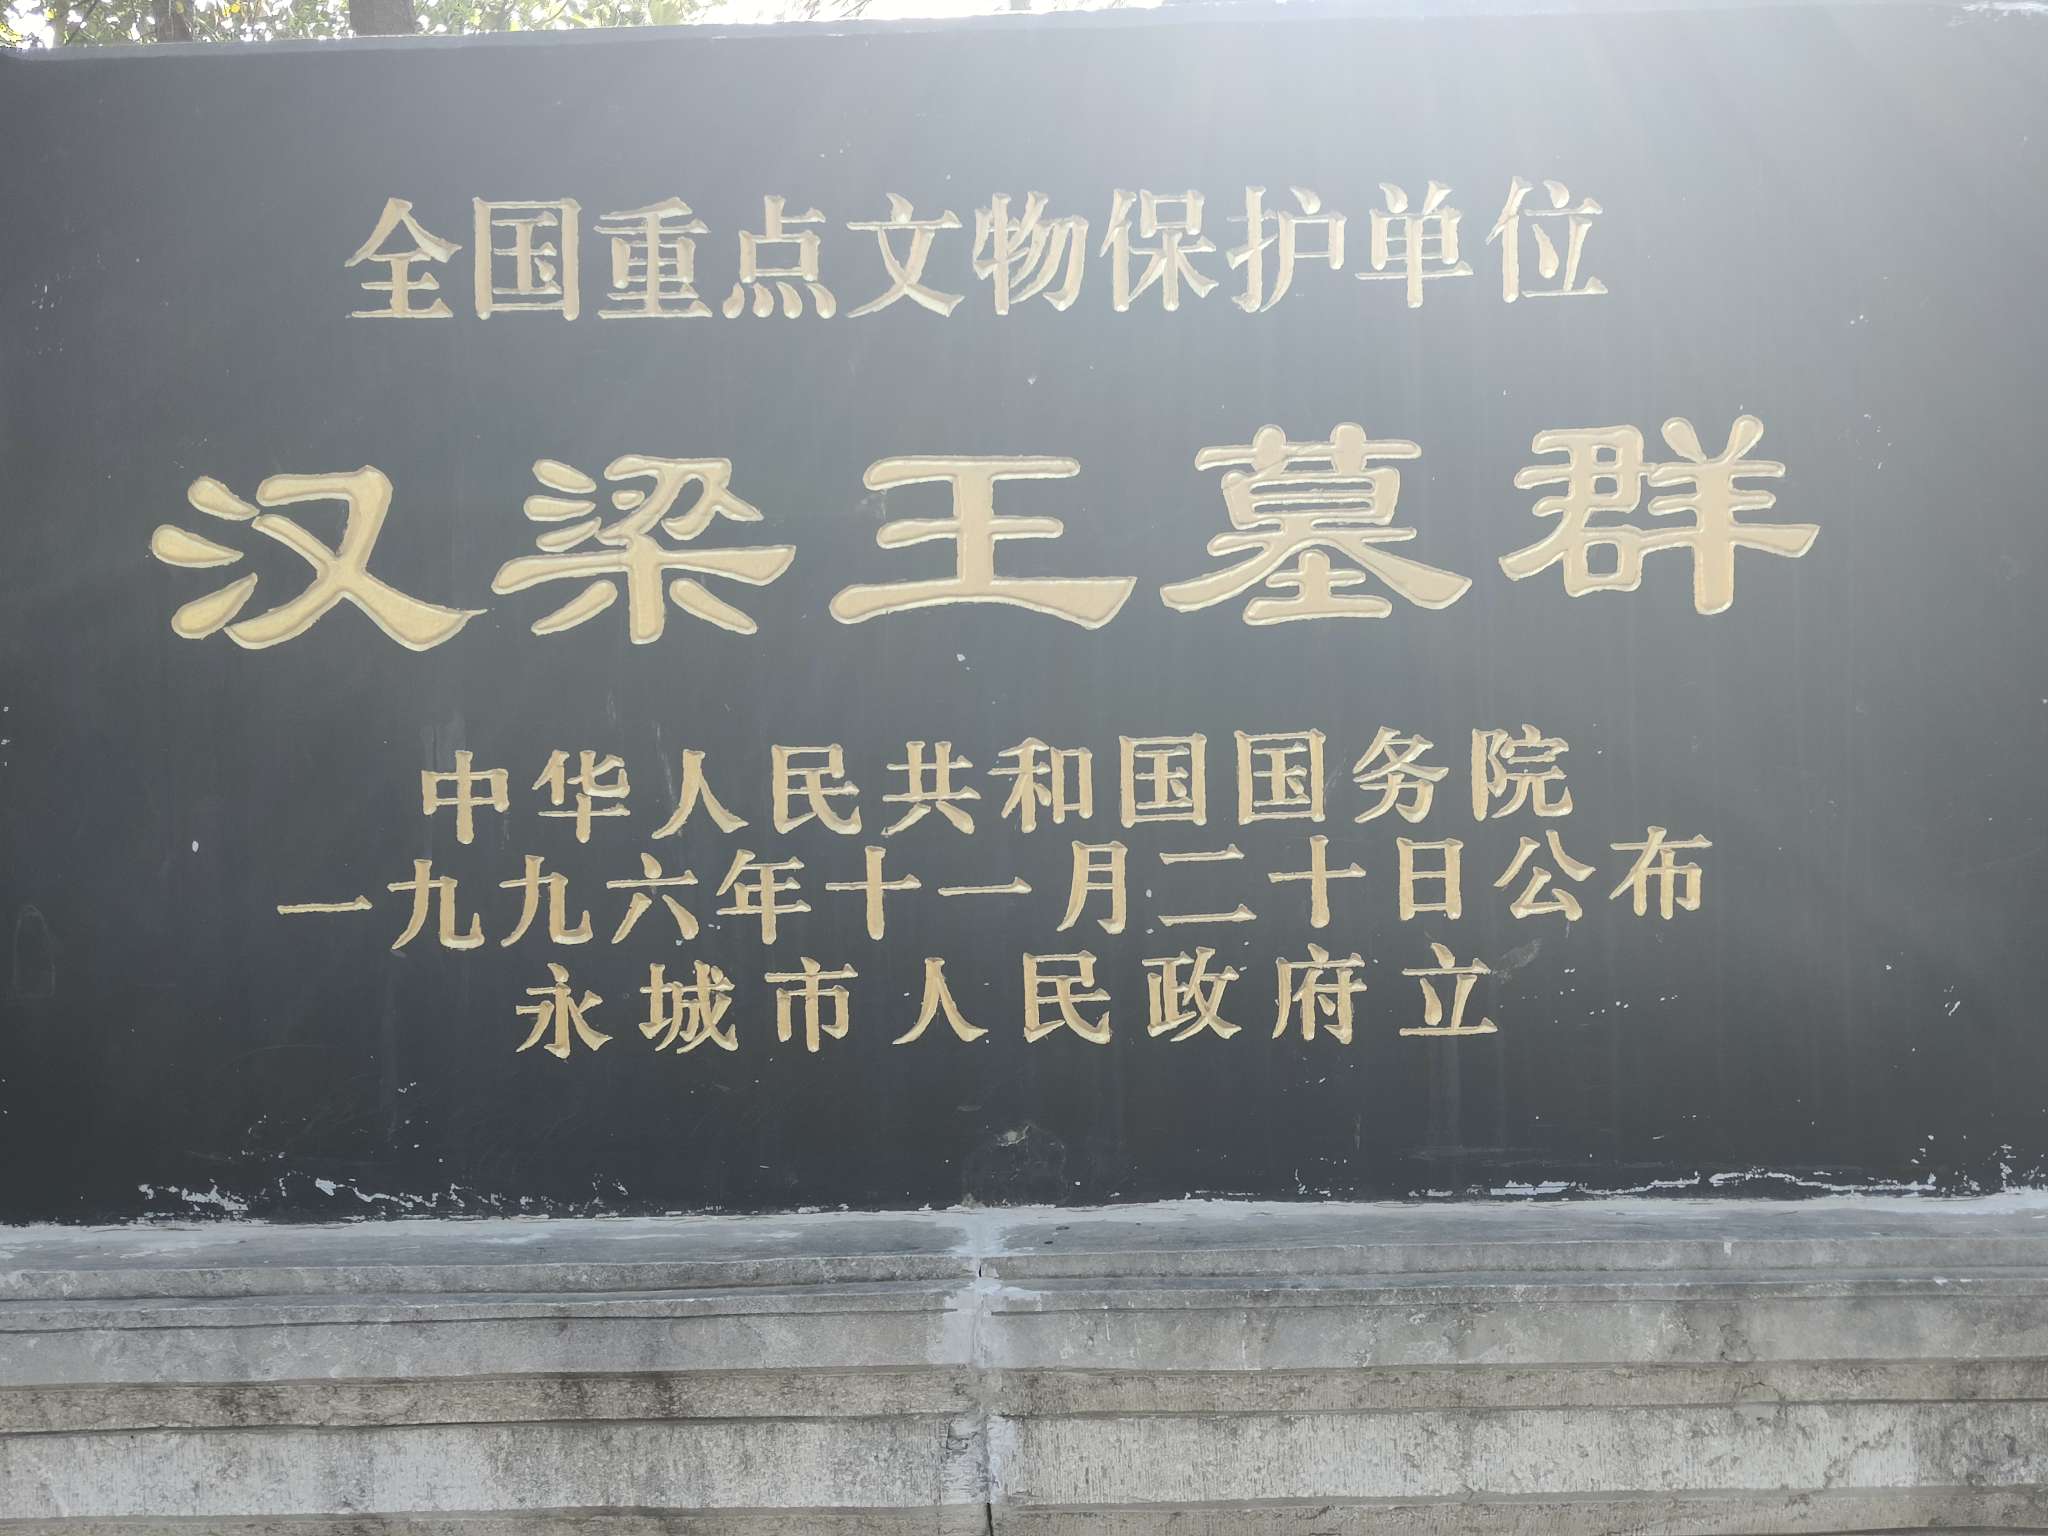 全国重点文物保护单位
汉梁王墓群
中华人民共和国国务院
一九九六年十一月二十日公布
永城市人民政府立